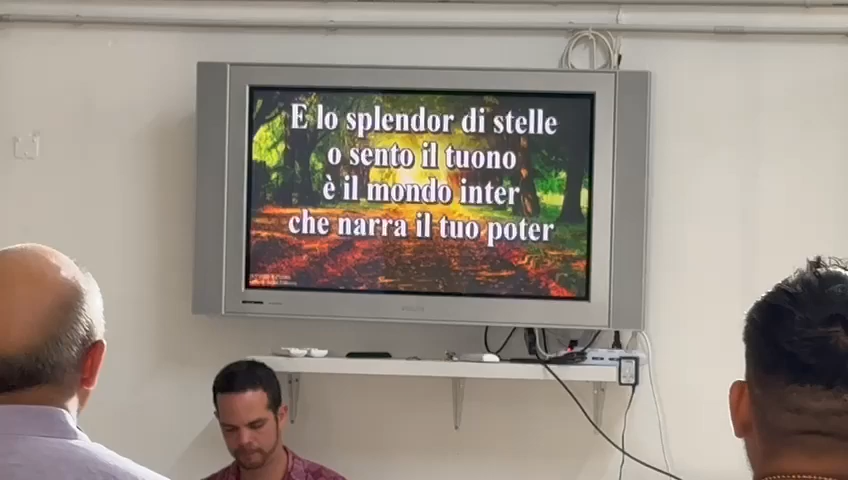 E lo splendor di stelle
o sento il tuono
è il mondo inter
che narra il tuo poter